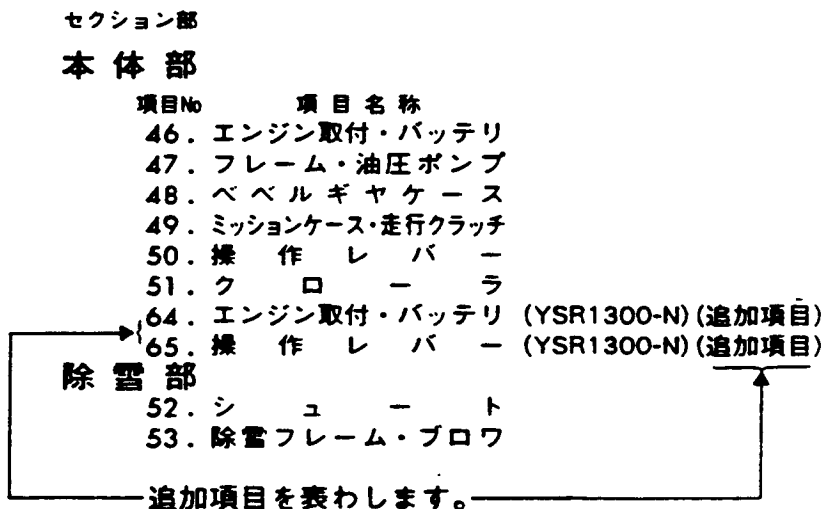 セクション部
本体部
項目No 項目名称
46. エンジン取付・バッテリ
47. フレーム・油圧ポンプ
48. ベベルギヤケース
49. ミッションケース・走行クラッチ
50. 操作レバー
51. クローラ
64. エンジン取付・バッテリ (YSR1300-N)(追加項目)
65. 操作レバー (YSR1300-N)(追加項目)
除雪部
52. シュート
53. 除雪フレーム・ブロワ
追加項目を表わします。